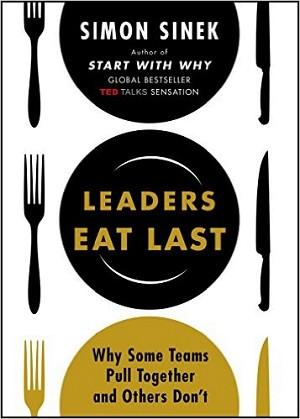 SIMON SINEK
Author of
START WITH WHY
GLOBAL BESTSELLER
TED TALKS SENSATION
LEADERS
EAT LAST
Why Some Teams
Pull Together
and Others Don't